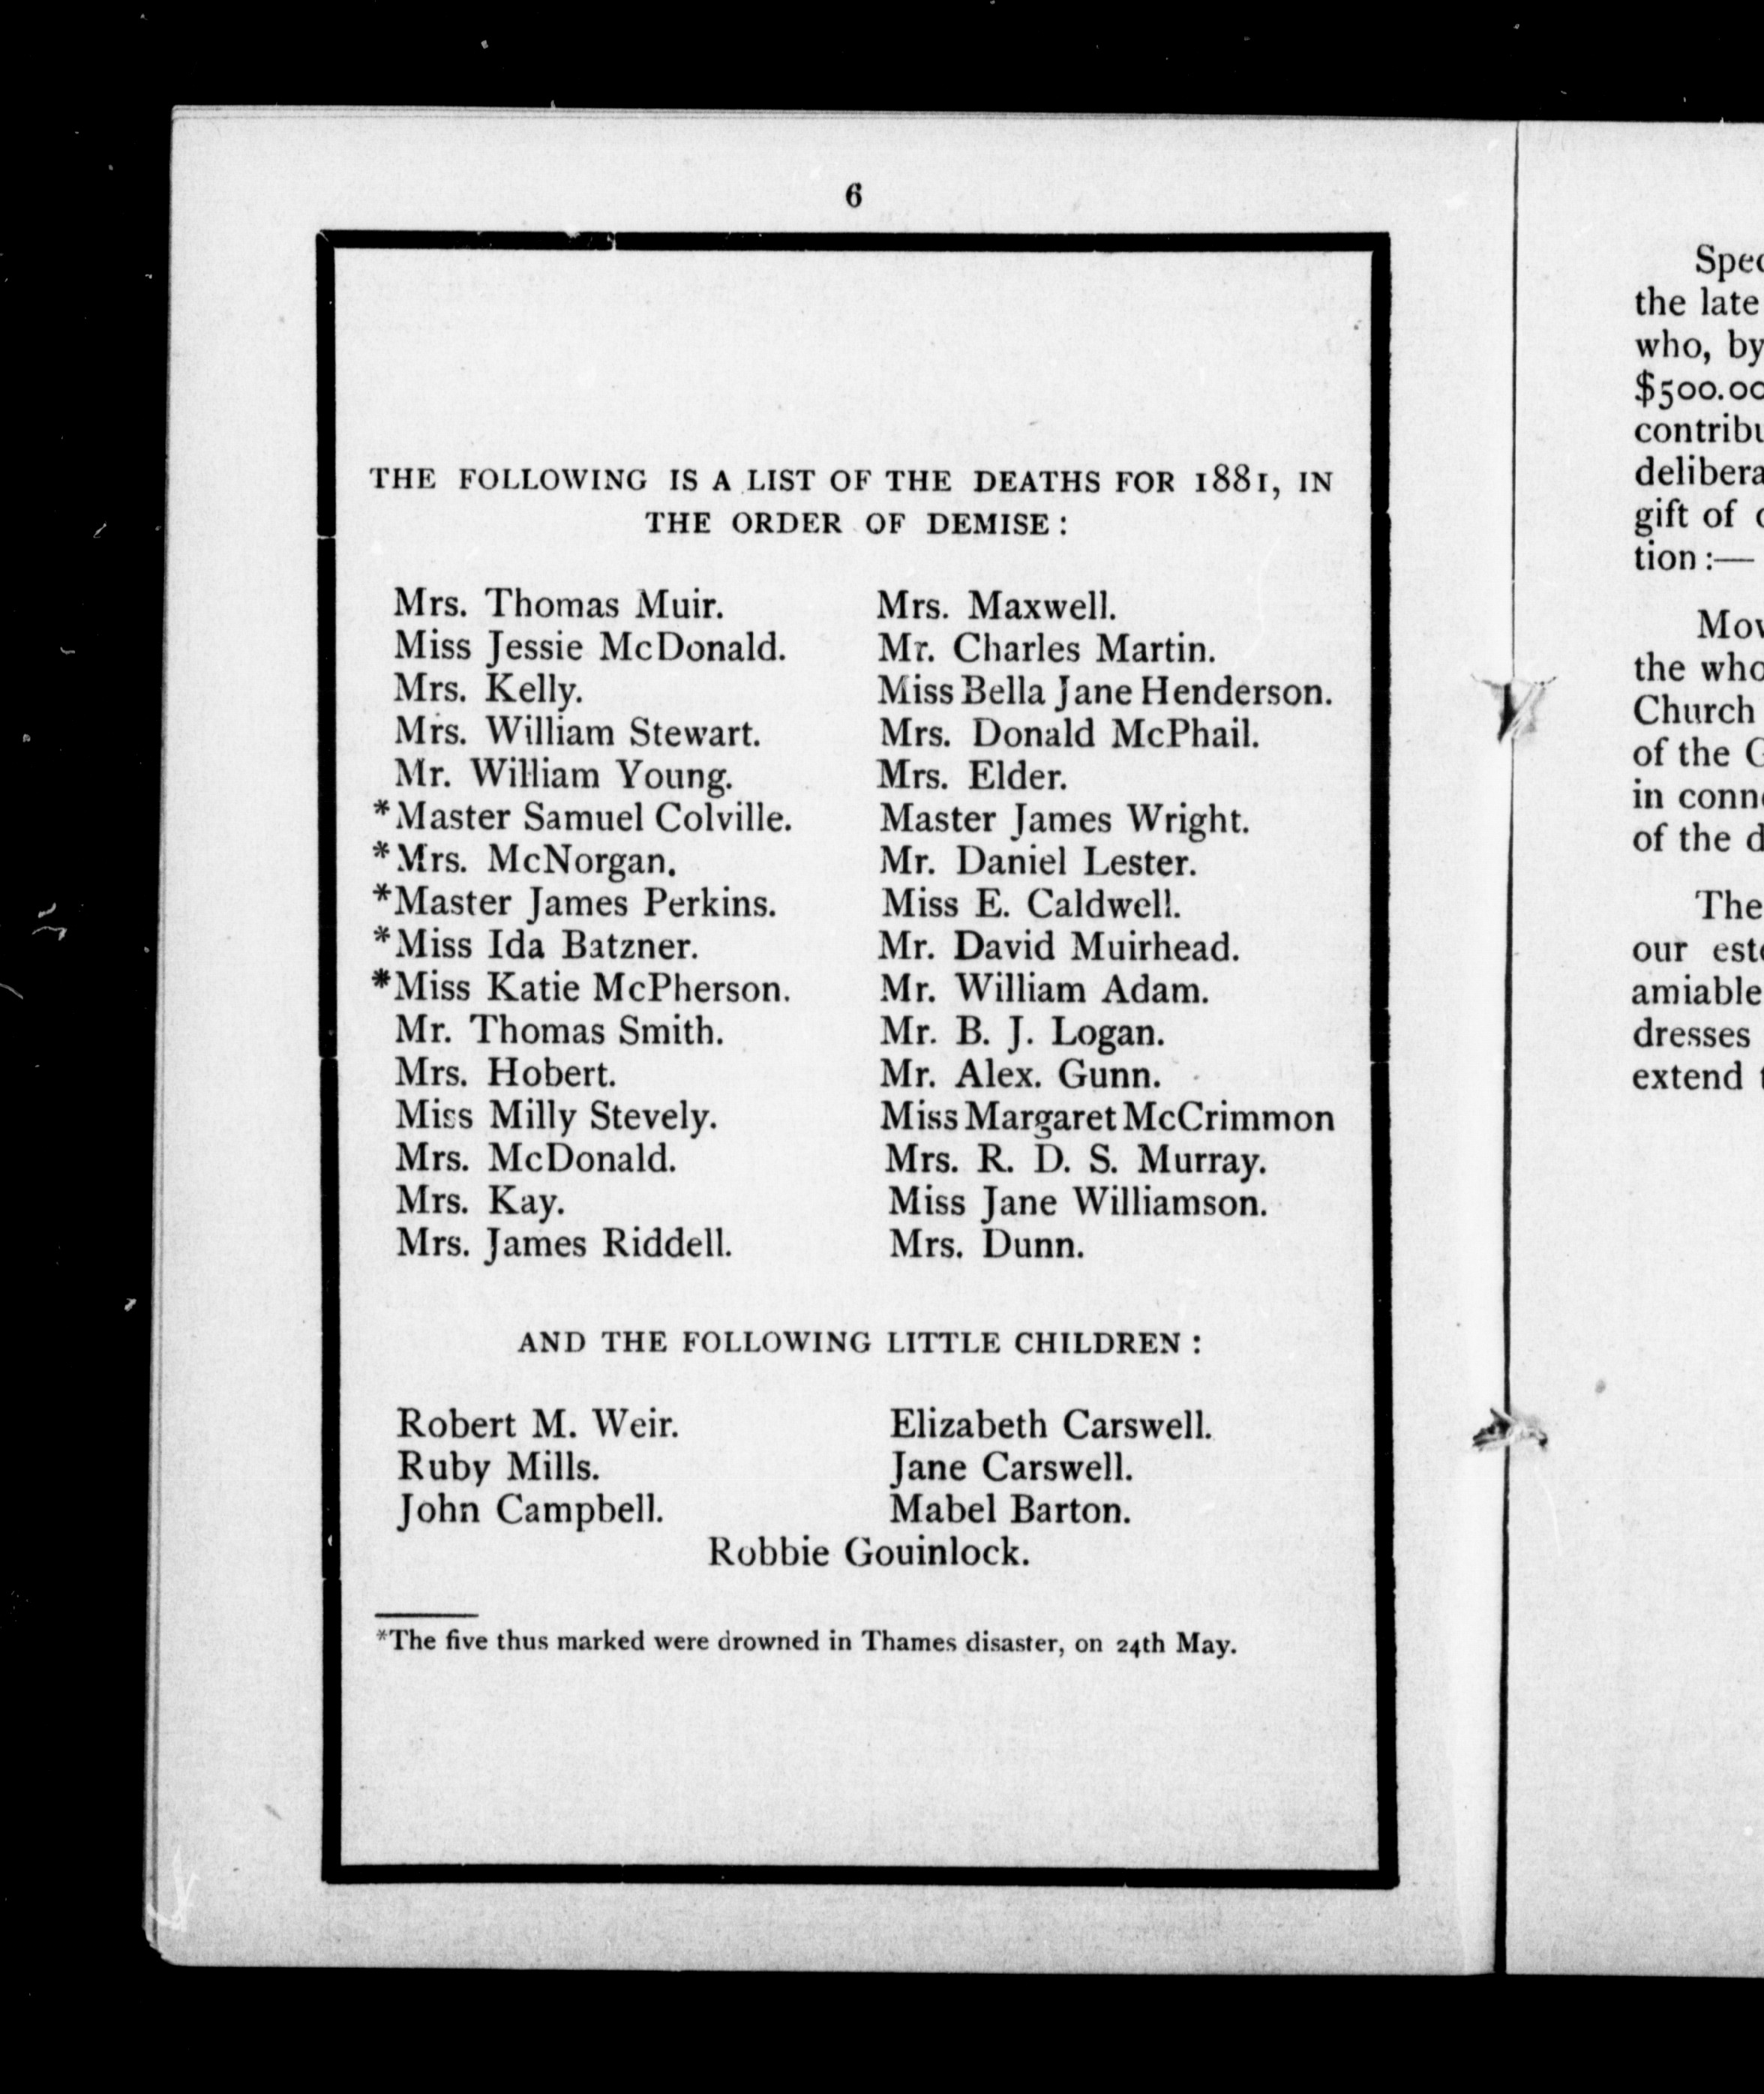 6
THE FOLLOWING IS A LIST OF THE DEATHS FOR 1881, IN
THE ORDER OF DEMISE:
Mrs. Thomas Muir.
Miss Jessie McDonald.
Mrs. Kelly.
Mrs. William Stewart.
Mr. William Young.
*Master Samuel Colville.
*Mrs. McNorgan.
*Master James Perkins.
*Miss Ida Batzner.
*Miss Katie McPherson.
Mr. Thomas Smith.
Mrs. Hobert.
Miss Milly Stevely.
Mrs. McDonald.
Mrs. Kay.
Mrs. James Riddell.
Mrs. Maxwell.
Mr. Charles Martin.
Miss Bella Jane Henderson.
Mrs. Donald McPhail.
Mrs. Elder.
Master James Wright.
Mr. Daniel Lester.
Miss E. Caldwell.
Mr. David Muirhead.
Mr. William Adam.
Mr. B. J. Logan.
Mr. Alex. Gunn.
Miss Margaret McCrimmon
Mrs. R. D. S. Murray.
Miss Jane Williamson.
Mrs. Dunn.
AND THE FOLLOWING LITTLE CHILDREN:
Robert M. Weir.
Ruby Mills.
John Campbell.
Elizabeth Carswell.
Jane Carswell.
Mabel Barton.
Robbie Gouinlock.
*The five thus marked were drowned in Thames disaster, on 24th May.
the late
who, by
$500.00
gift of
tion:—
the
Church
of the
in
of the
The
our
amiable
dresses
extend